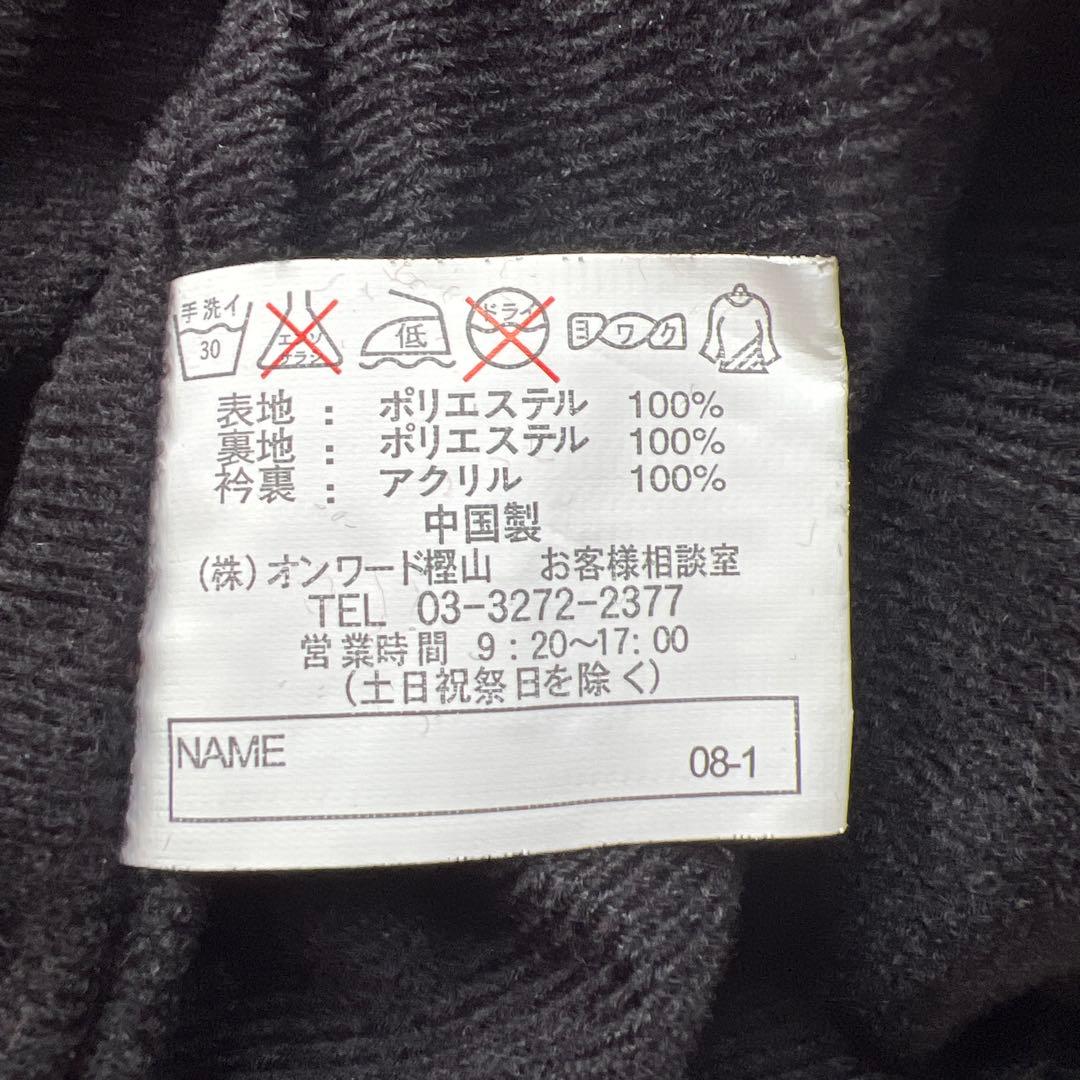 手洗イ 30 エンソ サラシ 低 ドライ ヨワク
表地 : ポリエステル 100%
裏地 : ポリエステル 100%
衿裏 : アクリル 100%
中国製
(株)オンワード樫山 お客様相談室
TEL 03-3272-2377
営業時間 9:20~17:00
(土日祝祭日を除く)
NAME 08-1